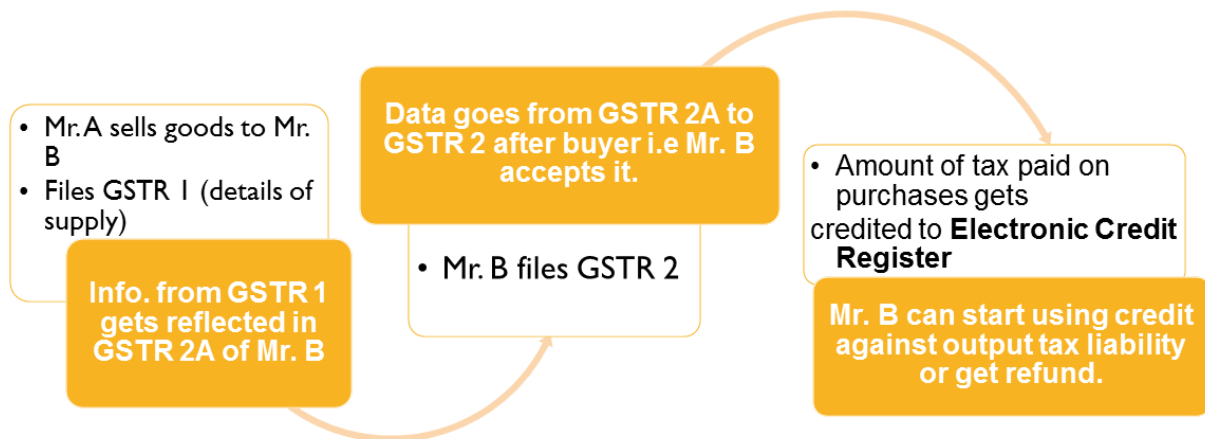 • Mr. A sells goods to Mr.
B
• Files GSTR 1 (details of
supply)
Info. from GSTR 1
gets reflected in
GSTR 2A of Mr. B
Data goes from GSTR 2A to
GSTR 2 after buyer i.e Mr. B
accepts it.
• Mr. B files GSTR 2
• Amount of tax paid on
purchases gets
credited to Electronic Credit
Register
Mr. B can start using credit
against output tax liability
or get refund.